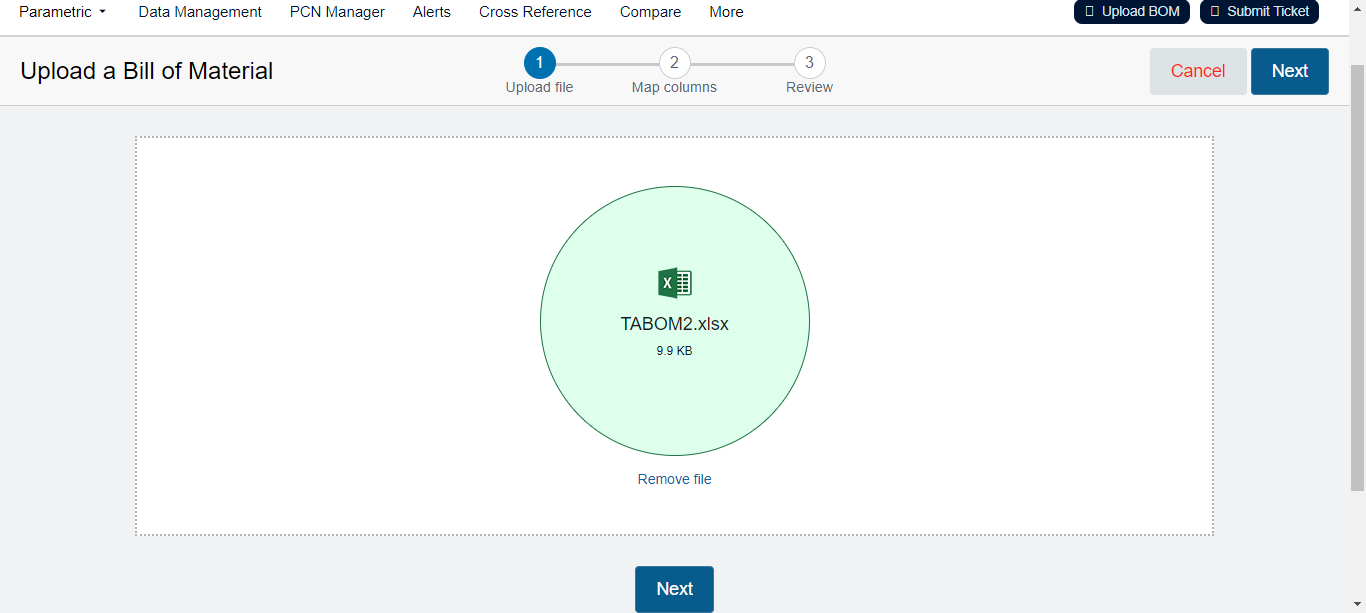 Parametric Data Management PCN Manager Alerts Cross Reference Compare More Upload BOM Submit Ticket
Upload a Bill of Material
1 2 3
Upload file Map columns Review
Cancel Next
X
TABOM2.xlsx
9.9 KB
Remove file
Next